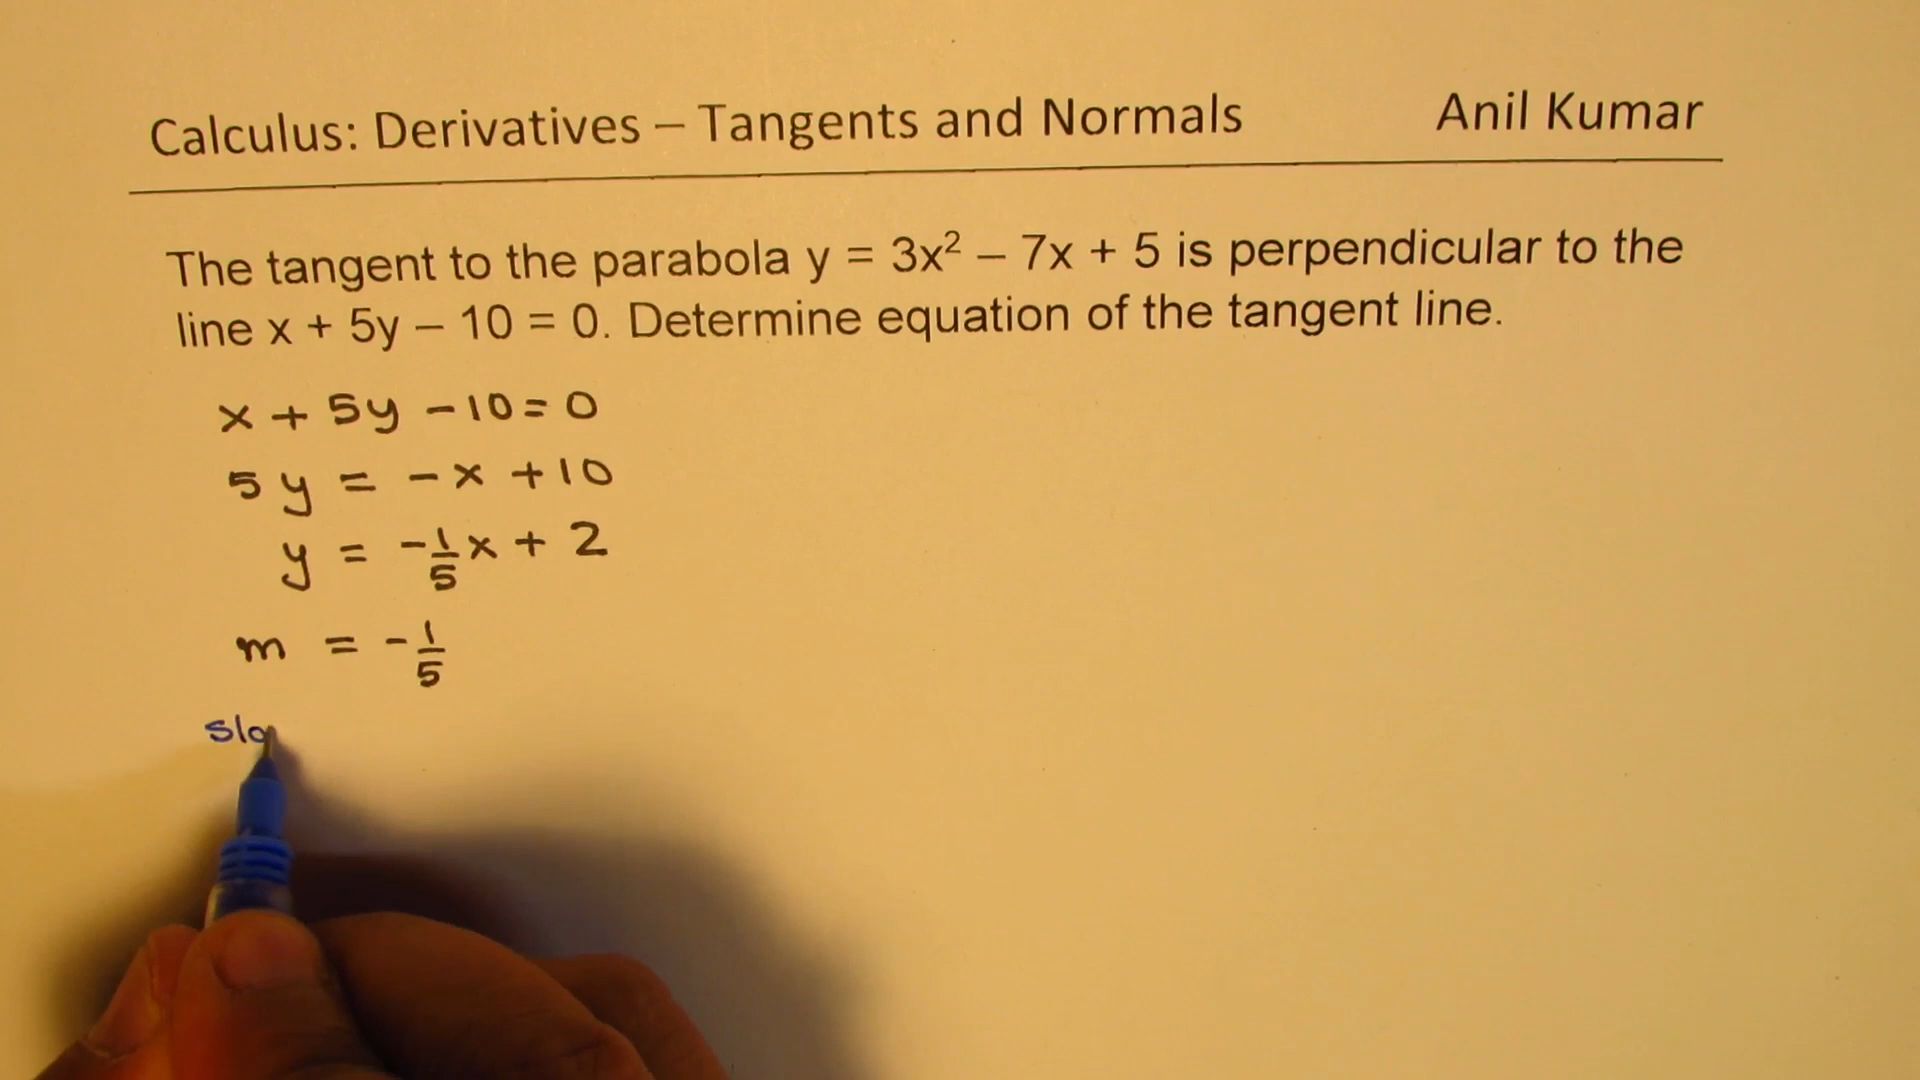 Calculus: Derivatives – Tangents and Normals Anil Kumar
The tangent to the parabola y = 3x² – 7x + 5 is perpendicular to the
line x + 5y – 10 = 0. Determine equation of the tangent line.
x + 5y - 10 = 0
5y = -x + 10
y = -1/5 x + 2
m = -1/5
Slo